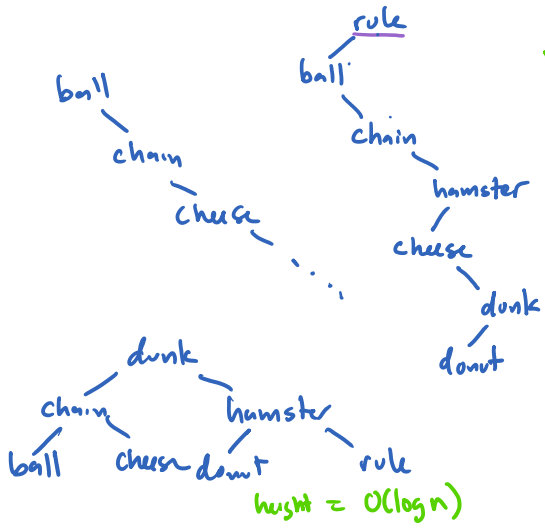 rule
ball
ball
chain
chain
cheese
hamster
cheese
dunk
donut
dunk
chain
hamster
ball
cheese
donut
rule
height = O(log n)